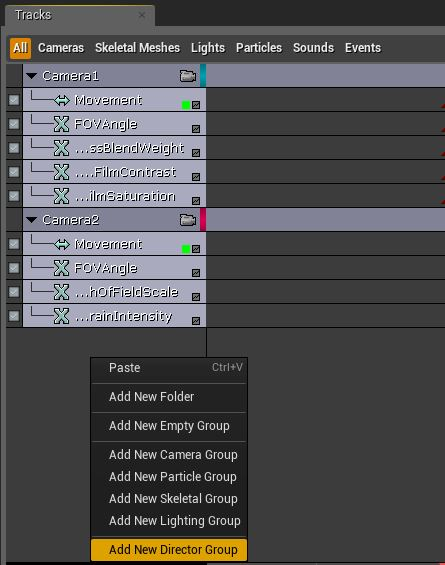 Tracks ×
All Cameras Skeletal Meshes Lights Particles Sounds Events
Camera1
Movement
FOVAngle
...ssBlendWeight
....FilmContrast
...ilmSaturation
Camera2
Movement
FOVAngle
...hOfFieldScale
...rainIntensity
Paste Ctrl+V
Add New Folder
Add New Empty Group
Add New Camera Group
Add New Particle Group
Add New Skeletal Group
Add New Lighting Group
Add New Director Group